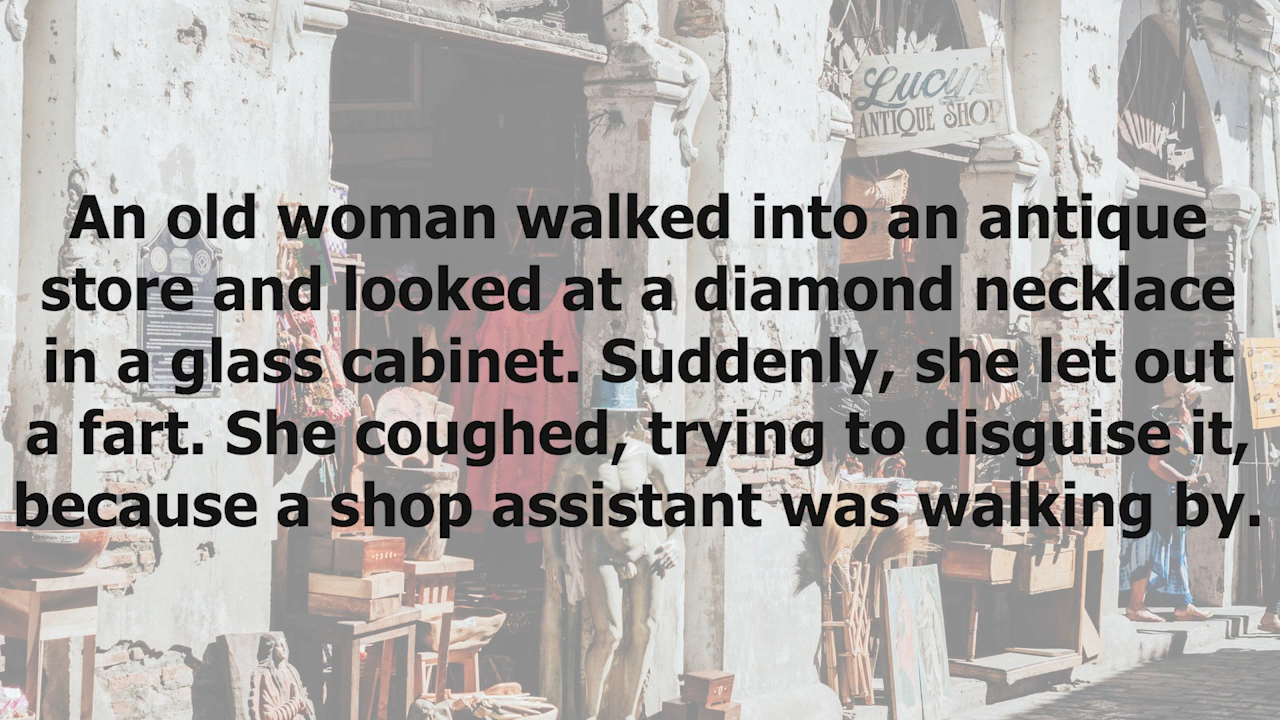 Lucy's
ANTIQUE SHOP
An old woman walked into an antique
store and looked at a diamond necklace
in a glass cabinet. Suddenly, she let out
a fart. She coughed, trying to disguise it,
because a shop assistant was walking by.